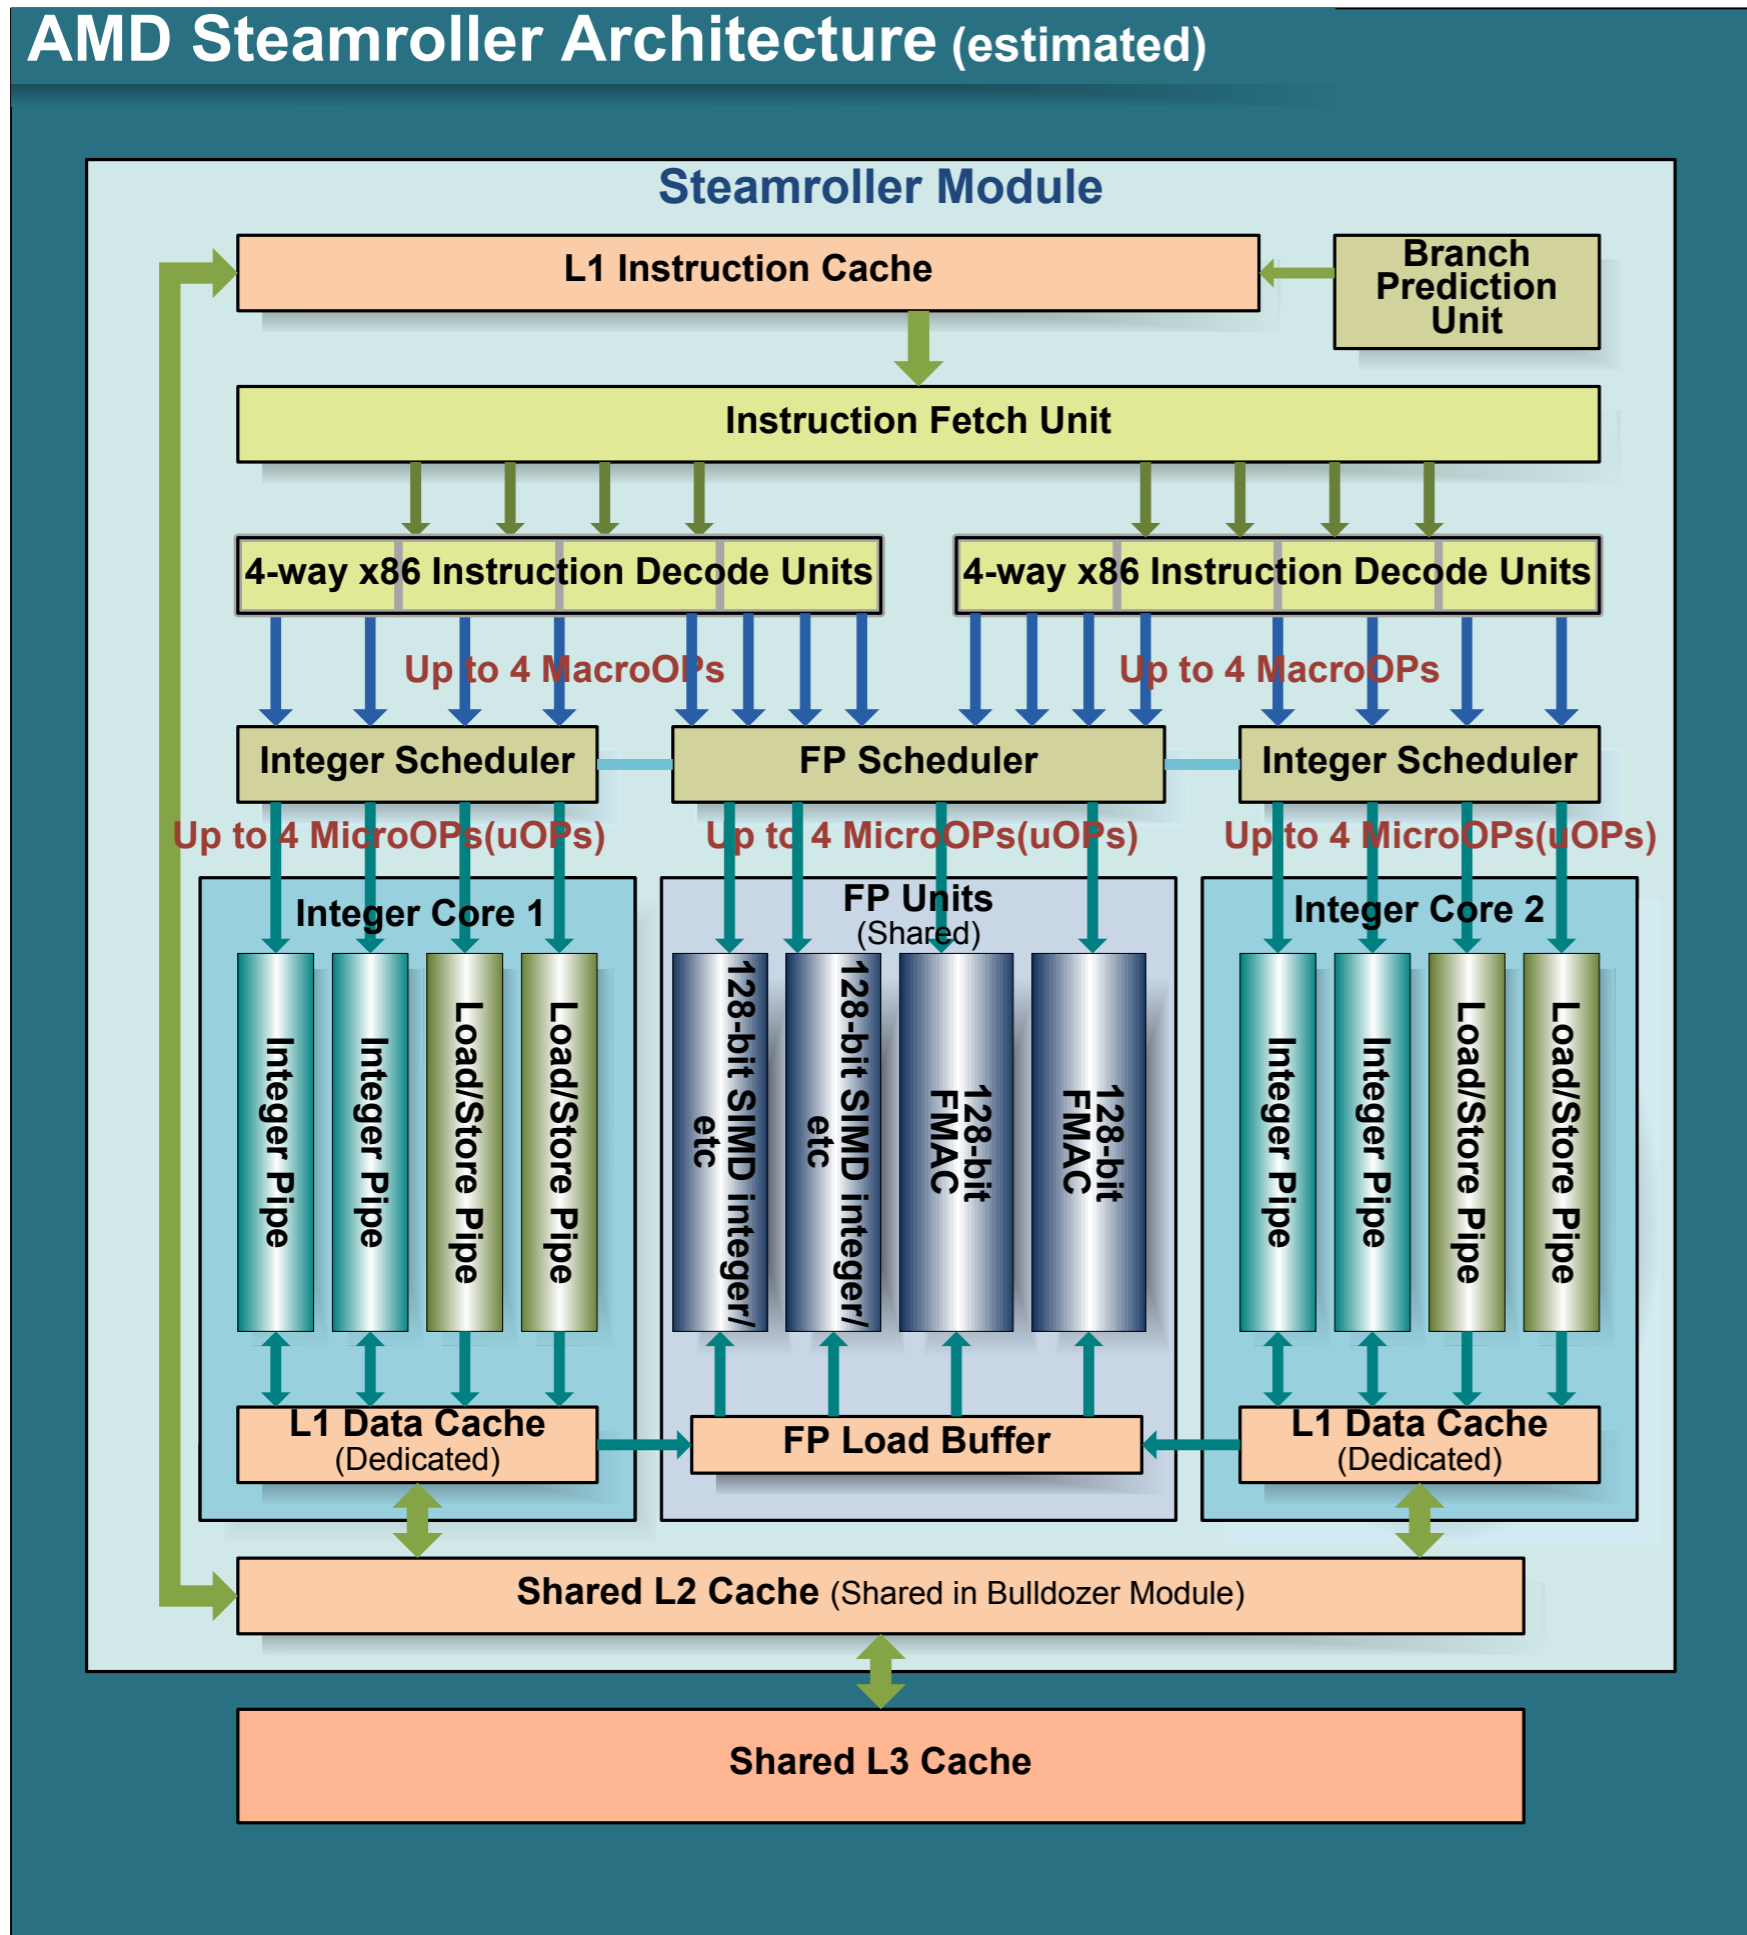 AMD Steamroller Architecture (estimated)
Steamroller Module
L1 Instruction Cache
Branch
Prediction
Unit
Instruction Fetch Unit
4-way x86 Instruction Decode Units
4-way x86 Instruction Decode Units
Up to 4 MacroOPs
Up to 4 MacroOPs
Integer Scheduler
FP Scheduler
Integer Scheduler
Up to 4 MicroOPs(uOPs)
Up to 4 MicroOPs(uOPs)
Up to 4 MicroOPs(uOPs)
Integer Core 1
FP Units
(Shared)
Integer Core 2
Integer Pipe
Integer Pipe
Load/Store Pipe
Load/Store Pipe
128-bit SIMD integer/
etc
128-bit SIMD integer/
etc
128-bit
FMAC
128-bit
FMAC
Integer Pipe
Integer Pipe
Load/Store Pipe
Load/Store Pipe
L1 Data Cache
(Dedicated)
FP Load Buffer
L1 Data Cache
(Dedicated)
Shared L2 Cache (Shared in Bulldozer Module)
Shared L3 Cache